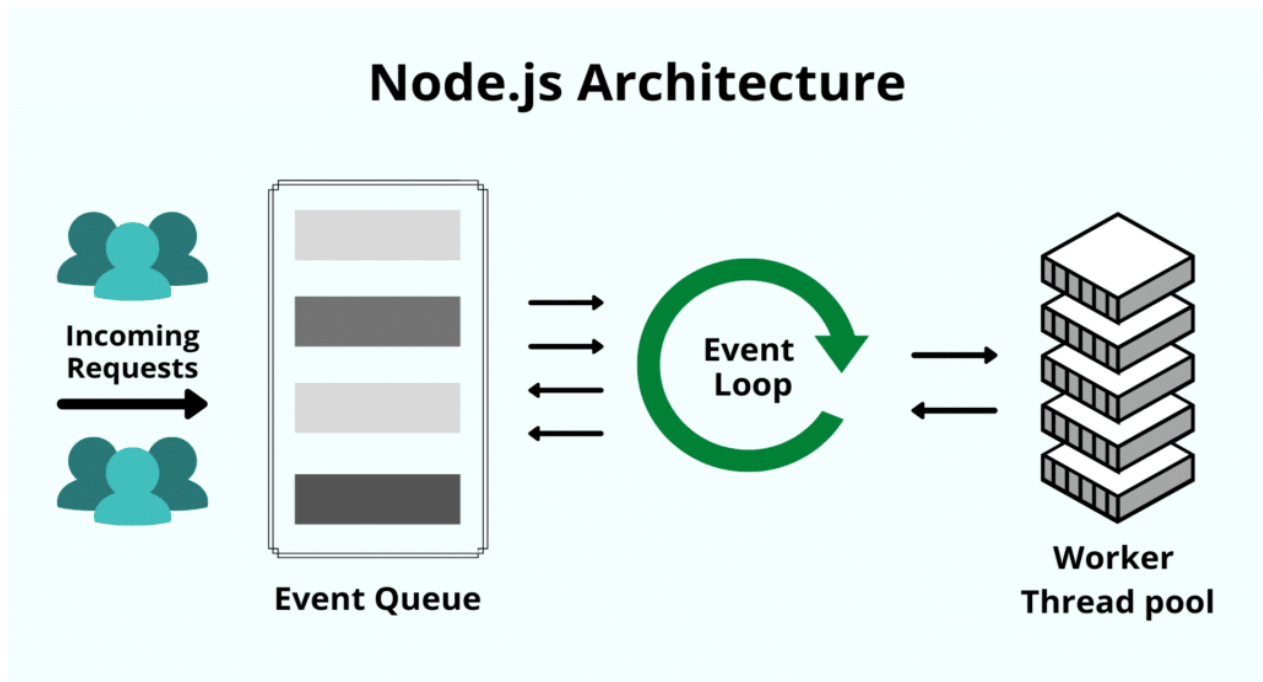 Node.js Architecture
Incoming
Requests
Event Queue
Event
Loop
Worker
Thread pool